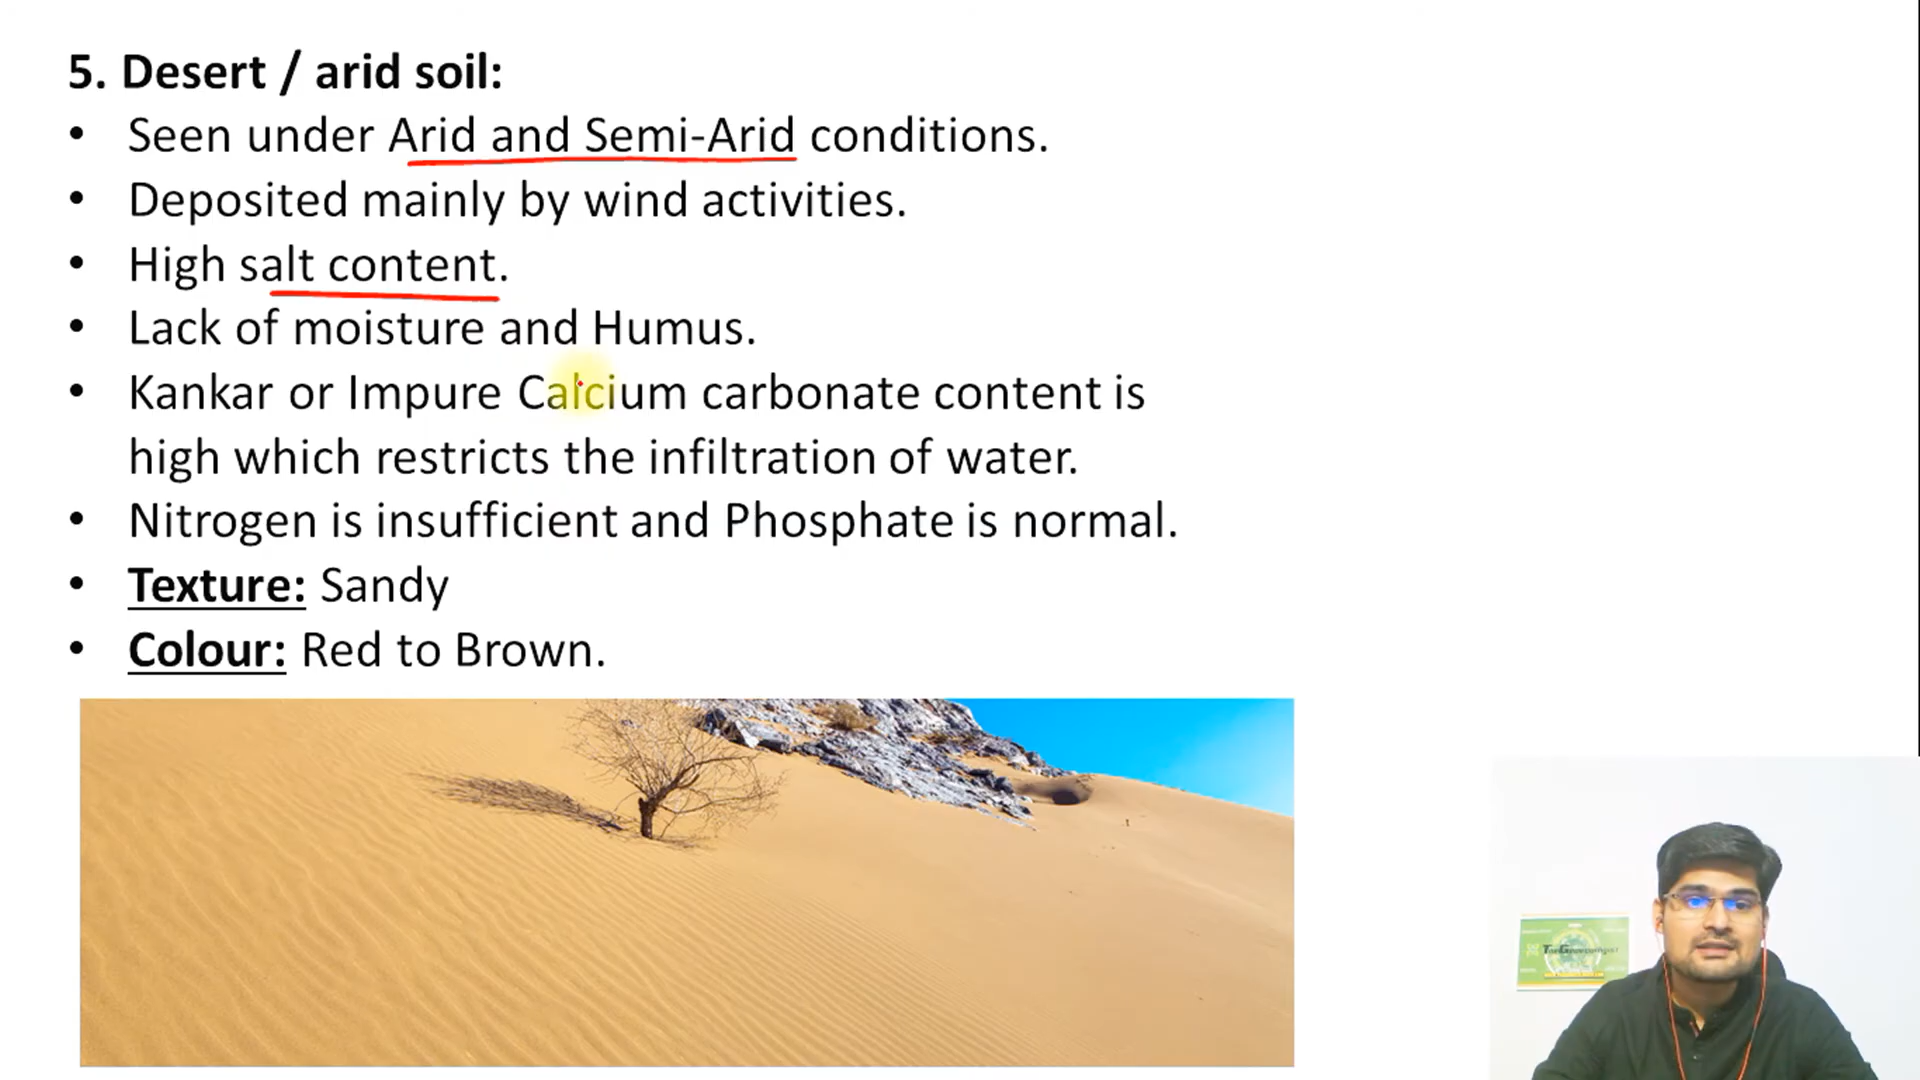 5. Desert / arid soil:
• Seen under Arid and Semi-Arid conditions.
• Deposited mainly by wind activities.
• High salt content.
• Lack of moisture and Humus.
• Kankar or Impure Calcium carbonate content is
high which restricts the infiltration of water.
• Nitrogen is insufficient and Phosphate is normal.
• Texture: Sandy
• Colour: Red to Brown.